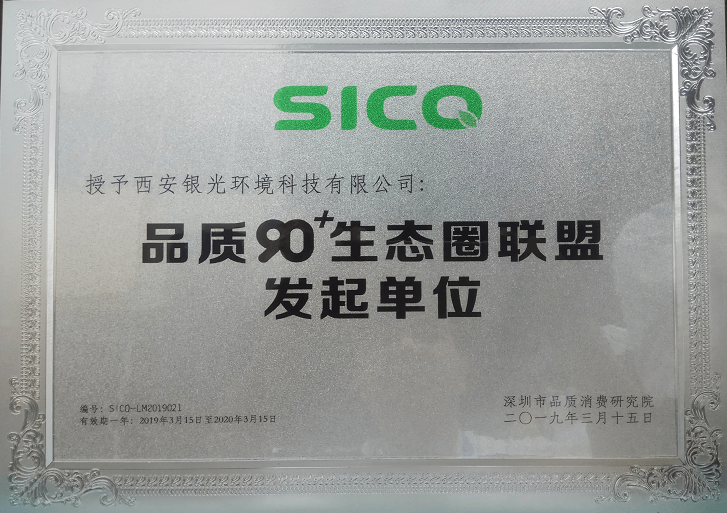 SICQ
授予西安银光环境科技有限公司:
品质90+生态圈联盟
发起单位
编号: SICQ-LM2019021
有效期一年: 2019年3月15日至2020年3月15日
深圳市品质消费研究院
二〇一九年三月十五日